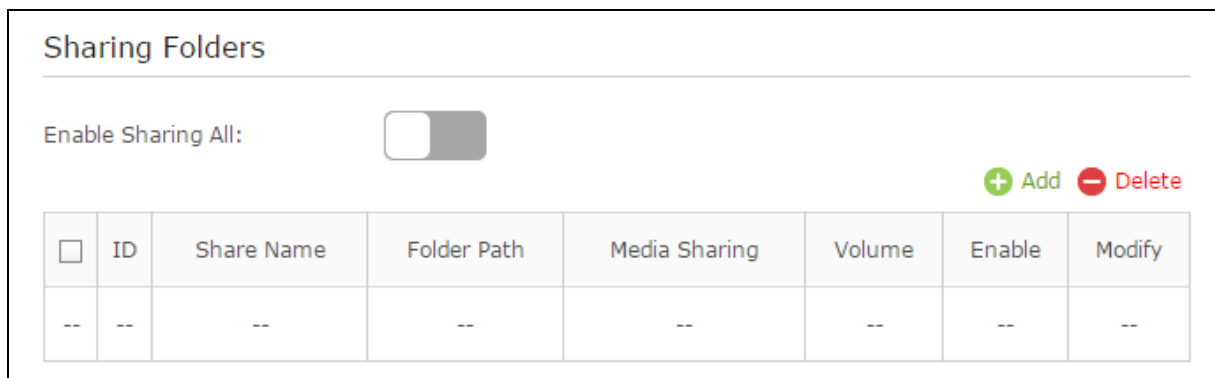 Sharing Folders
Enable Sharing All:
Add Delete
ID Share Name Folder Path Media Sharing Volume Enable Modify
-- -- -- -- -- -- -- --